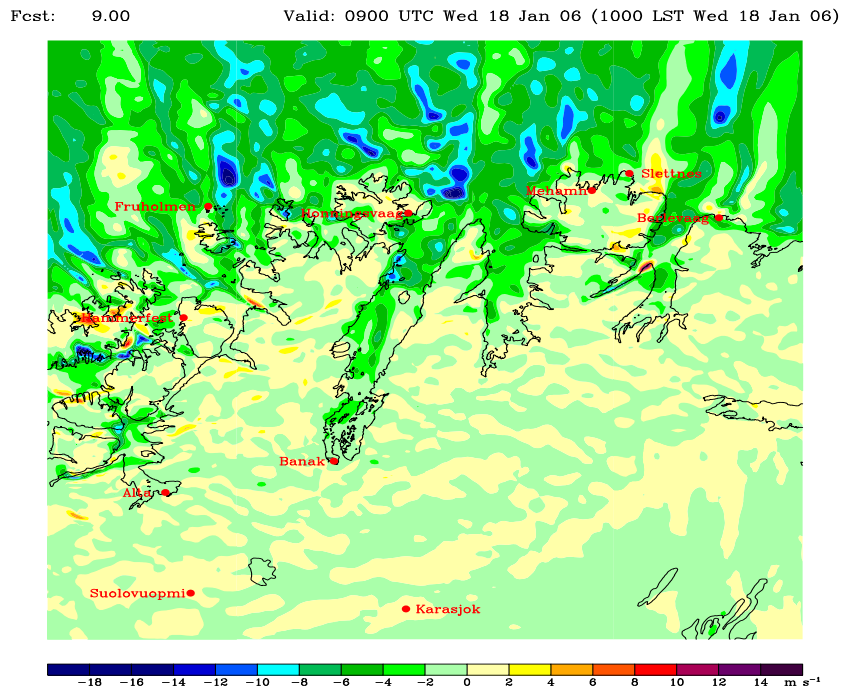 Fcst: 9.00 Valid: 0900 UTC Wed 18 Jan 06 (1000 LST Wed 18 Jan 06)
Slettnes
Mehamn
Fruholmen
Honningsvaag
Berlevaag
Hammerfest
Banak
Alta
Suolovuopmi
Karasjok
-18 -16 -14 -12 -10 -8 -6 -4 -2 0 2 4 6 8 10 12 14 m s⁻¹